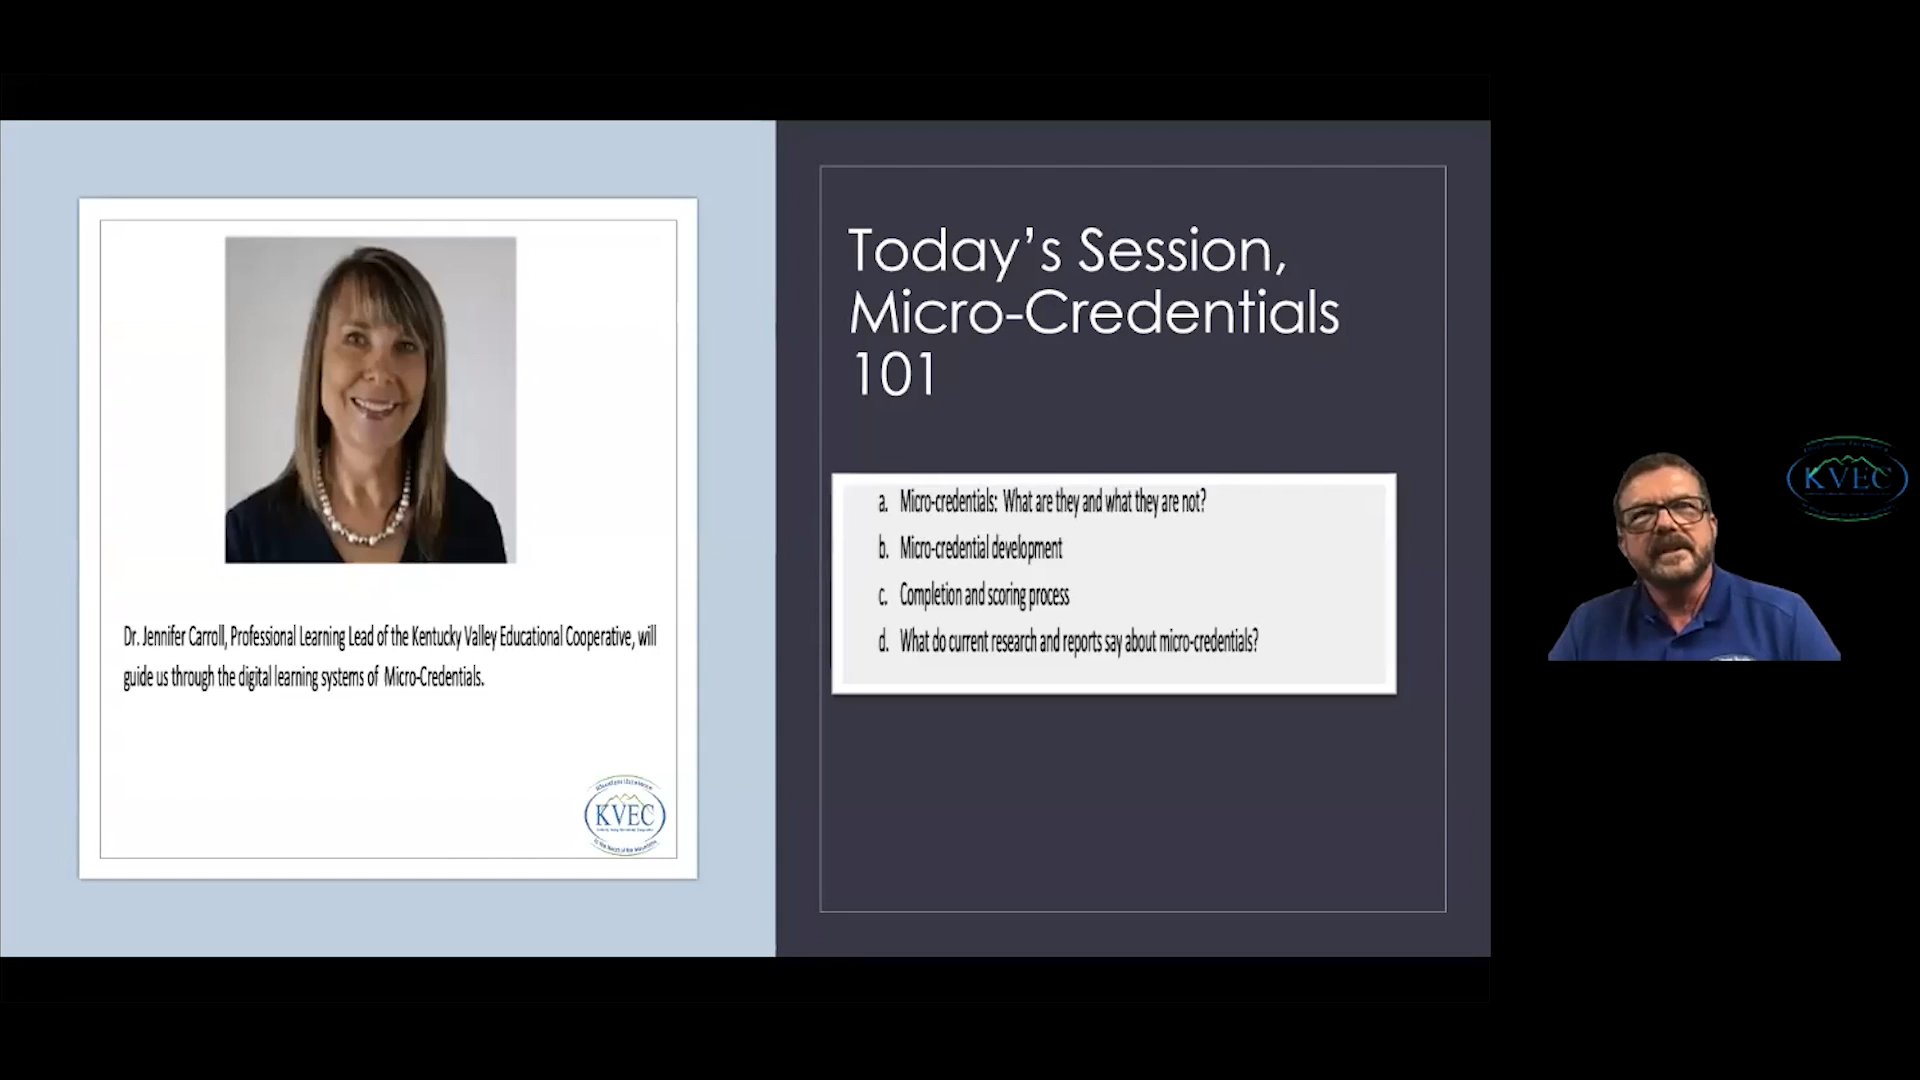 Dr. Jennifer Carroll, Professional Learning Lead of the Kentucky Valley Educational Cooperative, will
guide us through the digital learning systems of Micro-Credentials.
KVEC
Today’s Session,
Micro-Credentials
101
a. Micro-credentials: What are they and what they are not?
b. Micro-credential development
c. Completion and scoring process
d. What do current research and reports say about micro-credentials?
KVEC